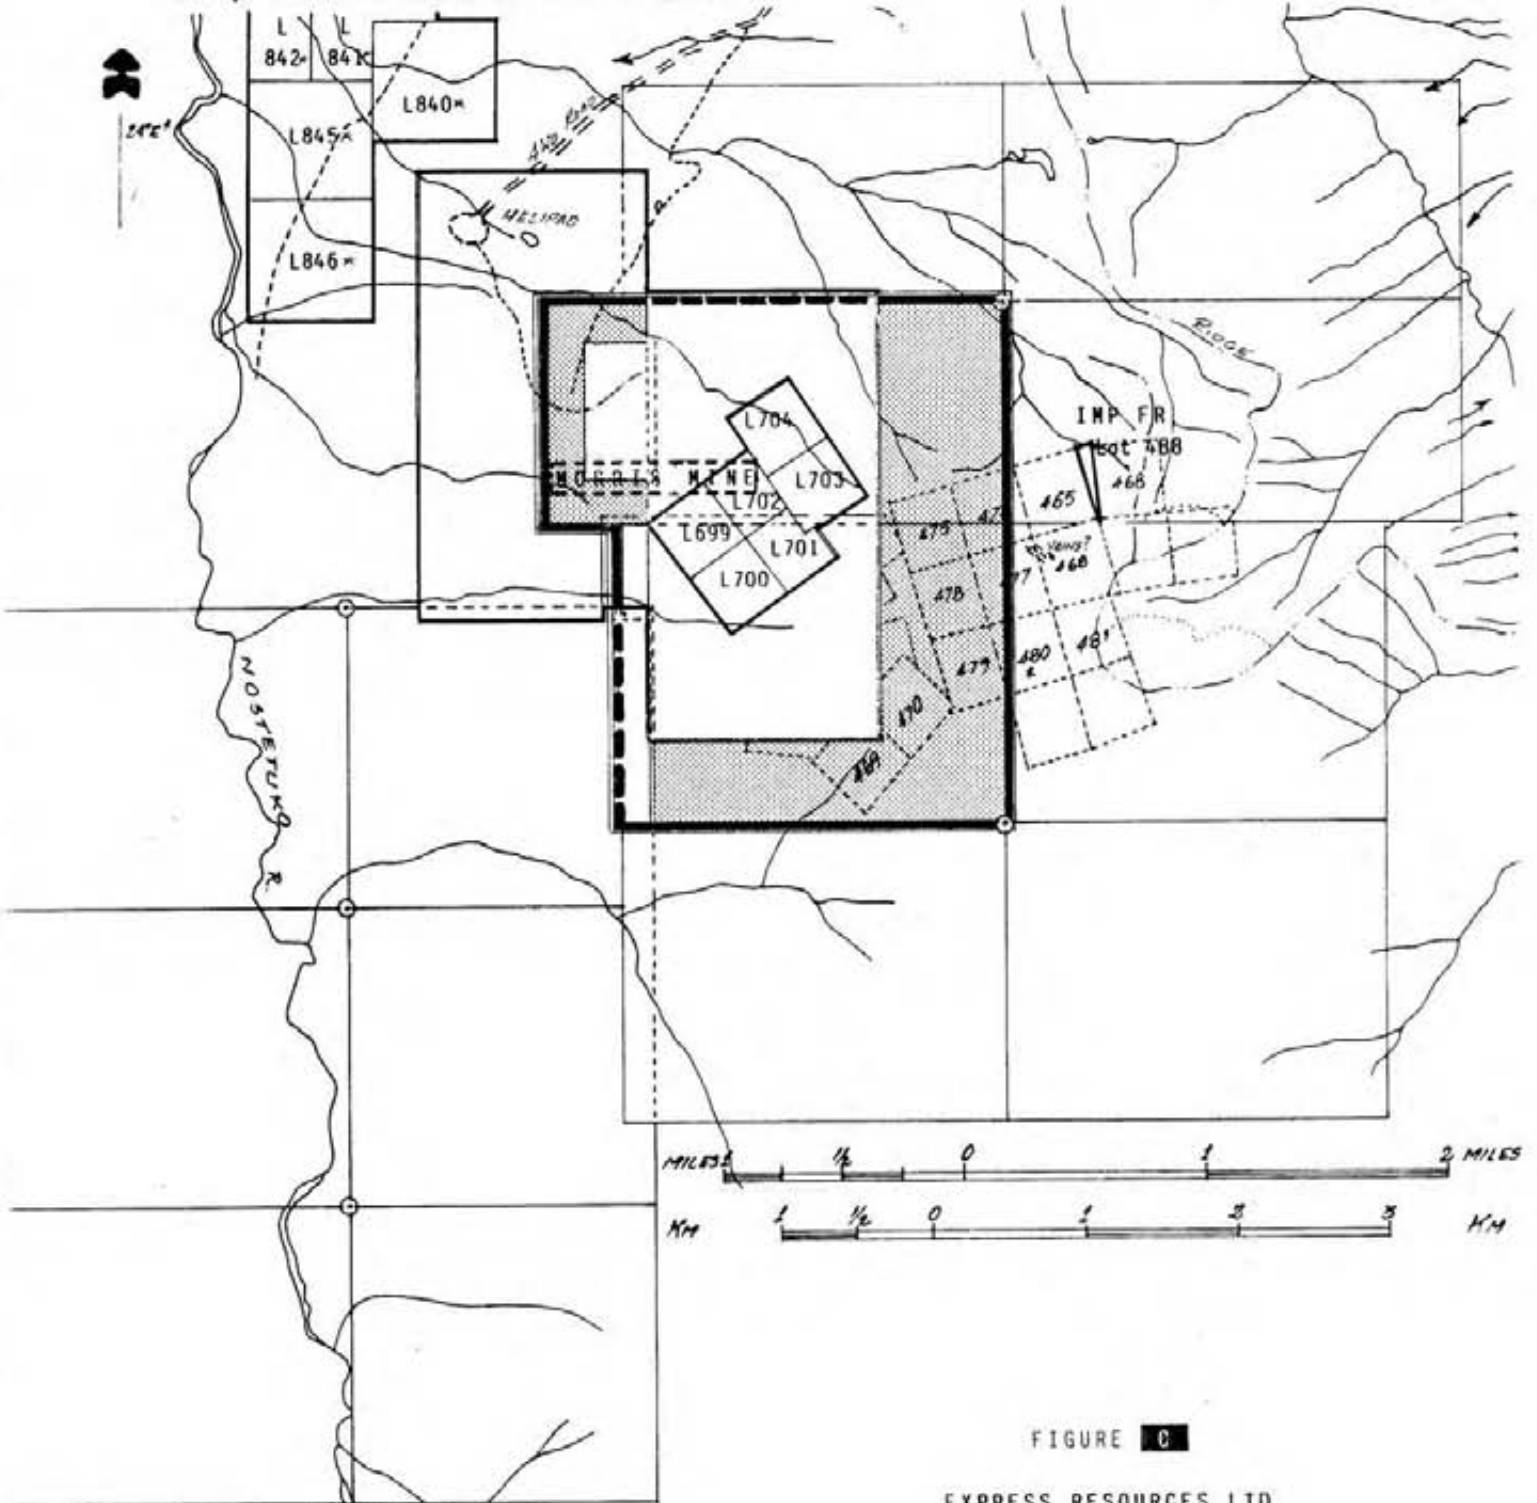 L
842
L
841
L840
L845
L846
HELIPAD
RIDGE
L704
L703
L702
L699
L701
L700
MORRIS MINE
IMP FR
Lot 488
465
466
475
478
468
479
480
481
470
469
NOSTETUKO R.
MILES 1 ½ 0 1 2 MILES
KM 1 ½ 0 1 2 3 KM
FIGURE C
EXPRESS RESOURCES LTD